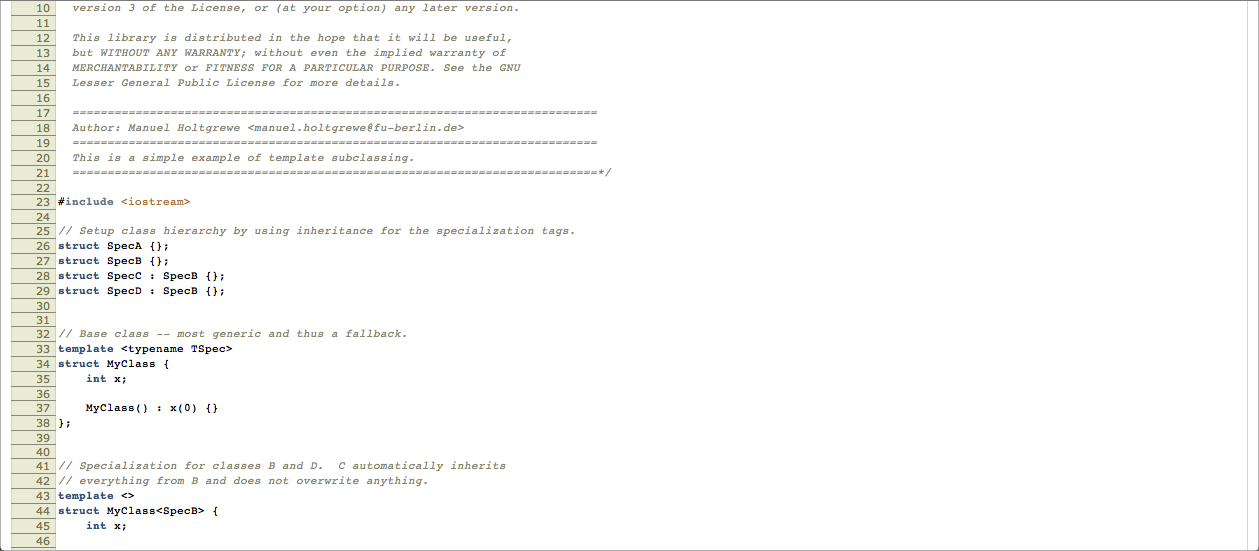 10 version 3 of the License, or (at your option) any later version.
11
12 This library is distributed in the hope that it will be useful,
13 but WITHOUT ANY WARRANTY; without even the implied warranty of
14 MERCHANTABILITY or FITNESS FOR A PARTICULAR PURPOSE. See the GNU
15 Lesser General Public License for more details.
16
17 ===========================================================================
18 Author: Manuel Holtgrewe <manuel.holtgrewe@fu-berlin.de>
19 ===========================================================================
20 This is a simple example of template subclassing.
21 ===========================================================================*/
22
23 #include <iostream>
24
25 // Setup class hierarchy by using inheritance for the specialization tags.
26 struct SpecA {};
27 struct SpecB {};
28 struct SpecC : SpecB {};
29 struct SpecD : SpecB {};
30
31
32 // Base class -- most generic and thus a fallback.
33 template <typename TSpec>
34 struct MyClass {
35     int x;
36
37     MyClass() : x(0) {}
38 };
39
40
41 // Specialization for classes B and D.  C automatically inherits
42 // everything from B and does not overwrite anything.
43 template <>
44 struct MyClass<SpecB> {
45     int x;
46